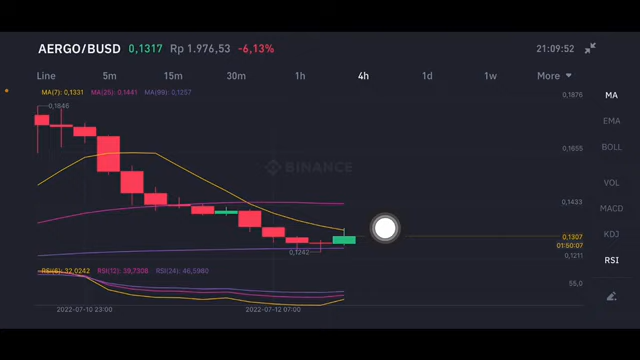 AERGO/BUSD 0,1317 Rp 1.976,53 -6,13% 21:09:52
Line 5m 15m 30m 1h 4h 1d 1w More
MA(7): 0,1331 MA(25): 0,1441 MA(99): 0,1257
0,1876
MA
0,1646
EMA
0,1655
BOLL
BINANCE
VOL
0,1433
MACD
0,1307
KDJ
01:50:07
0,1242
0,1211
RSI
RSI(6): 32,0242 RSI(12): 39,7306 RSI(24): 46,5980
55,0
2022-07-10 23:00 2022-07-12 07:00